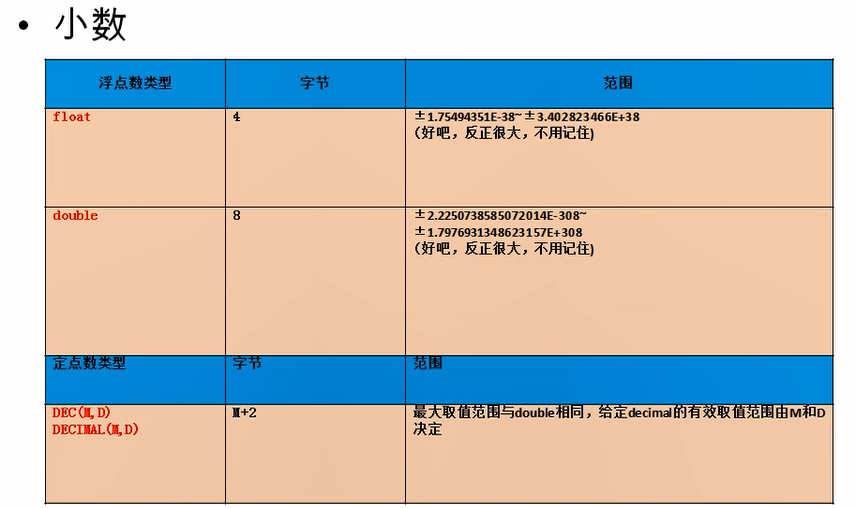 • 小数
浮点数类型 字节 范围
float 4 ±1.75494351E-38~±3.402823466E+38
(好吧，反正很大，不用记住)
double 8 ±2.2250738585072014E-308~
±1.7976931348623157E+308
(好吧，反正很大，不用记住)
定点数类型 字节 范围
DEC(M,D) M+2 最大取值范围与double相同，给定decimal的有效取值范围由M和D
DECIMAL(M,D) 决定